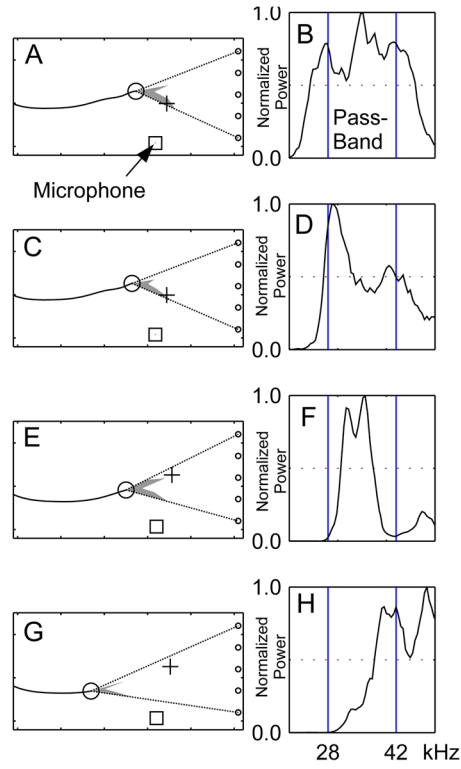 A
Microphone
B
1.0
Normalized
Power
0.0
Pass-
Band
C
D
1.0
Normalized
Power
0.0
E
F
1.0
Normalized
Power
0.0
G
H
1.0
Normalized
Power
0.0
28 42 kHz